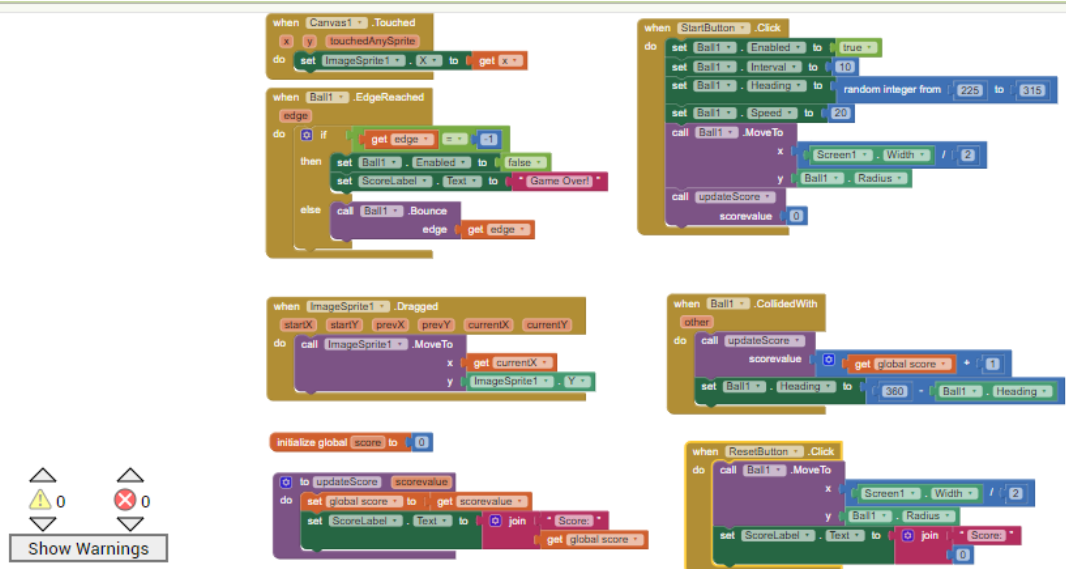 when Canvas1 .Touched
x y touchedAnySprite
do set ImageSprite1 . X to get x
when Ball1 .EdgeReached
edge
do if get edge = -1
then set Ball1 . Enabled to false
set ScoreLabel . Text to " Game Over! "
else call Ball1 .Bounce
edge get edge
when StartButton .Click
do set Ball1 . Enabled to true
set Ball1 . Interval to 10
set Ball1 . Heading to random integer from 225 to 315
set Ball1 . Speed to 20
call Ball1 .MoveTo
x Screen1 . Width / 2
y Ball1 . Radius
call updateScore
scorevalue 0
when ImageSprite1 .Dragged
startX startY prevX prevY currentX currentY
do call ImageSprite1 .MoveTo
x get currentX
y ImageSprite1 . Y
when Ball1 .CollidedWith
other
do call updateScore
scorevalue get global score + 1
set Ball1 . Heading to 360 - Ball1 . Heading
initialize global score to 0
to updateScore scorevalue
do set global score to get scorevalue
set ScoreLabel . Text to join " Score: "
get global score
when ResetButton .Click
do call Ball1 .MoveTo
x Screen1 . Width / 2
y Ball1 . Radius
set ScoreLabel . Text to join " Score: "
0
0 0
Show Warnings